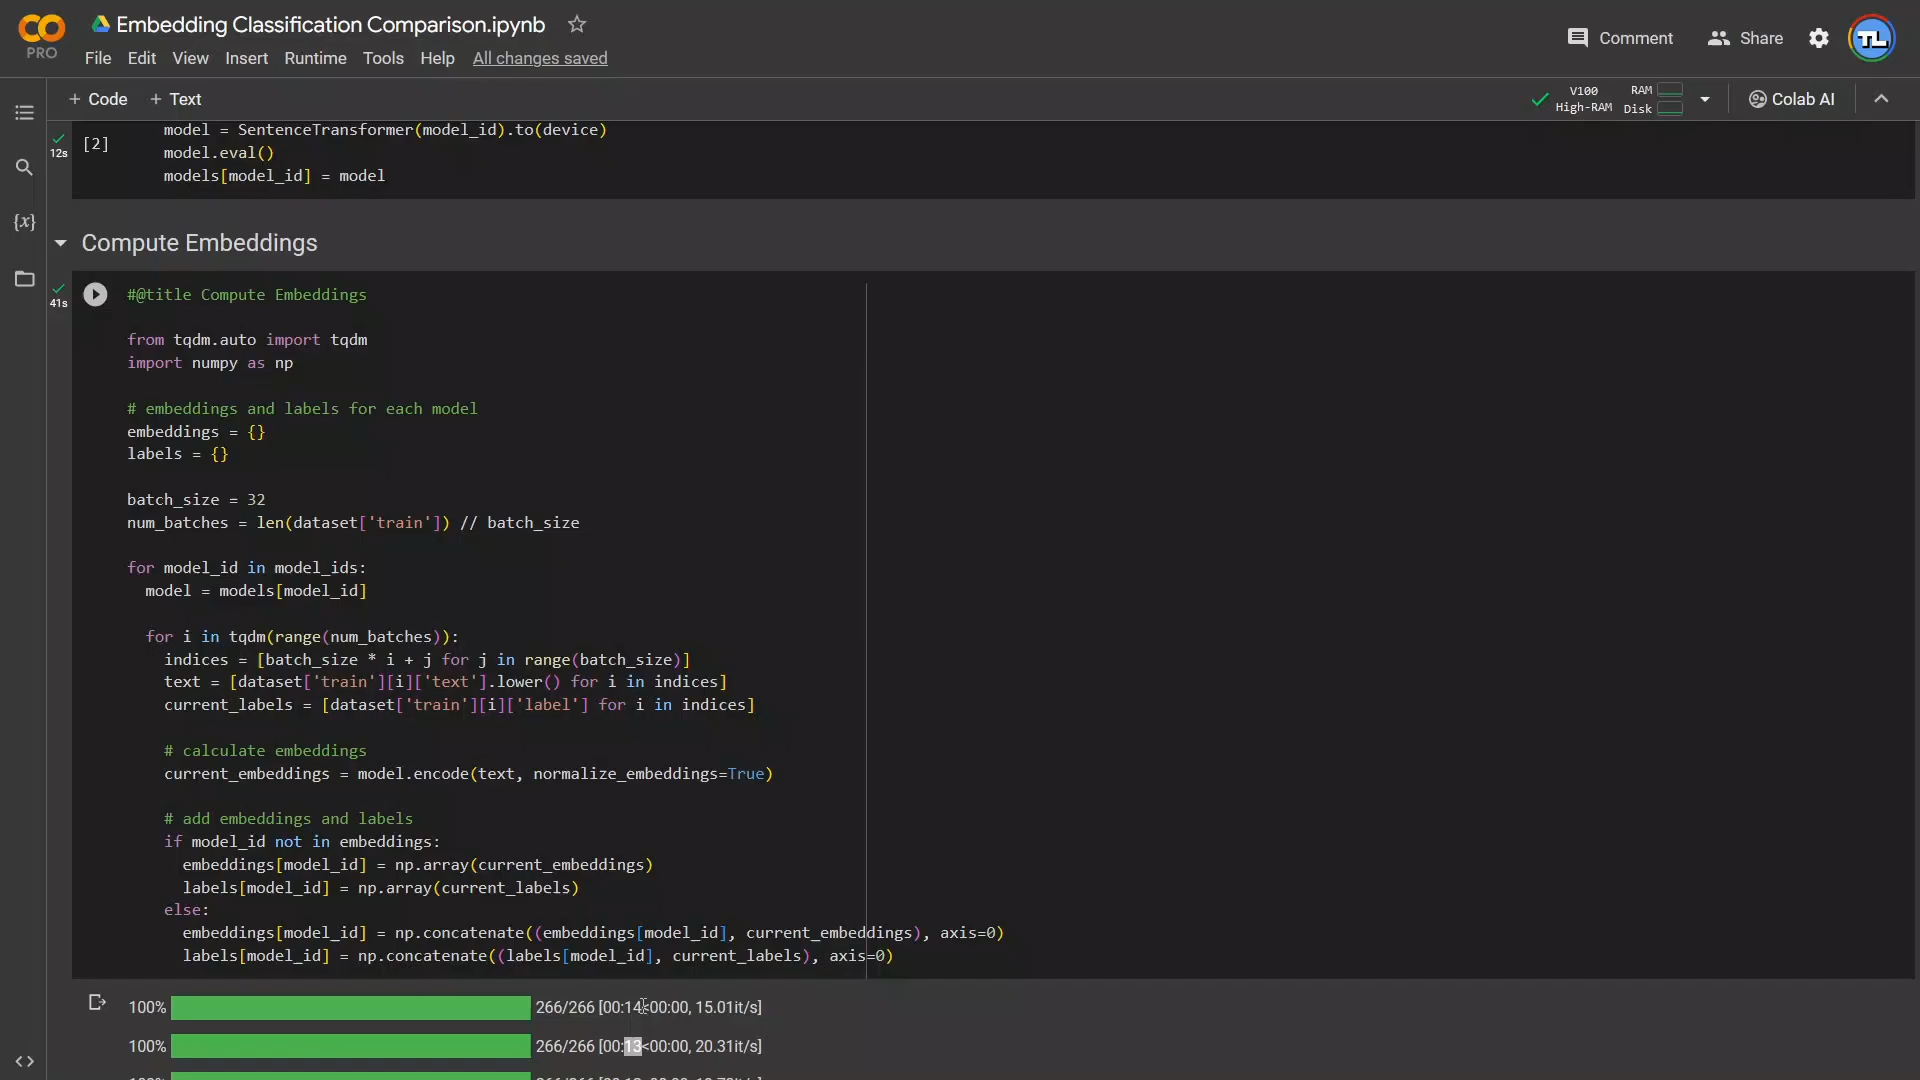 Embedding Classification Comparison.ipynb
PRO
File Edit View Insert Runtime Tools Help All changes saved
Comment Share
TL
+ Code + Text
V100 High-RAM
RAM
Disk
Colab AI
12s
[2]
model = SentenceTransformer(model_id).to(device)
model.eval()
models[model_id] = model
{x}
Compute Embeddings
41s
#@title Compute Embeddings
from tqdm.auto import tqdm
import numpy as np
# embeddings and labels for each model
embeddings = {}
labels = {}
batch_size = 32
num_batches = len(dataset['train']) // batch_size
for model_id in model_ids:
model = models[model_id]
for i in tqdm(range(num_batches)):
indices = [batch_size * i + j for j in range(batch_size)]
text = [dataset['train'][i]['text'].lower() for i in indices]
current_labels = [dataset['train'][i]['label'] for i in indices]
# calculate embeddings
current_embeddings = model.encode(text, normalize_embeddings=True)
# add embeddings and labels
if model_id not in embeddings:
embeddings[model_id] = np.array(current_embeddings)
labels[model_id] = np.array(current_labels)
else:
embeddings[model_id] = np.concatenate((embeddings[model_id], current_embeddings), axis=0)
labels[model_id] = np.concatenate((labels[model_id], current_labels), axis=0)
100% 266/266 [00:14<00:00, 15.01it/s]
100% 266/266 [00:13<00:00, 20.31it/s]